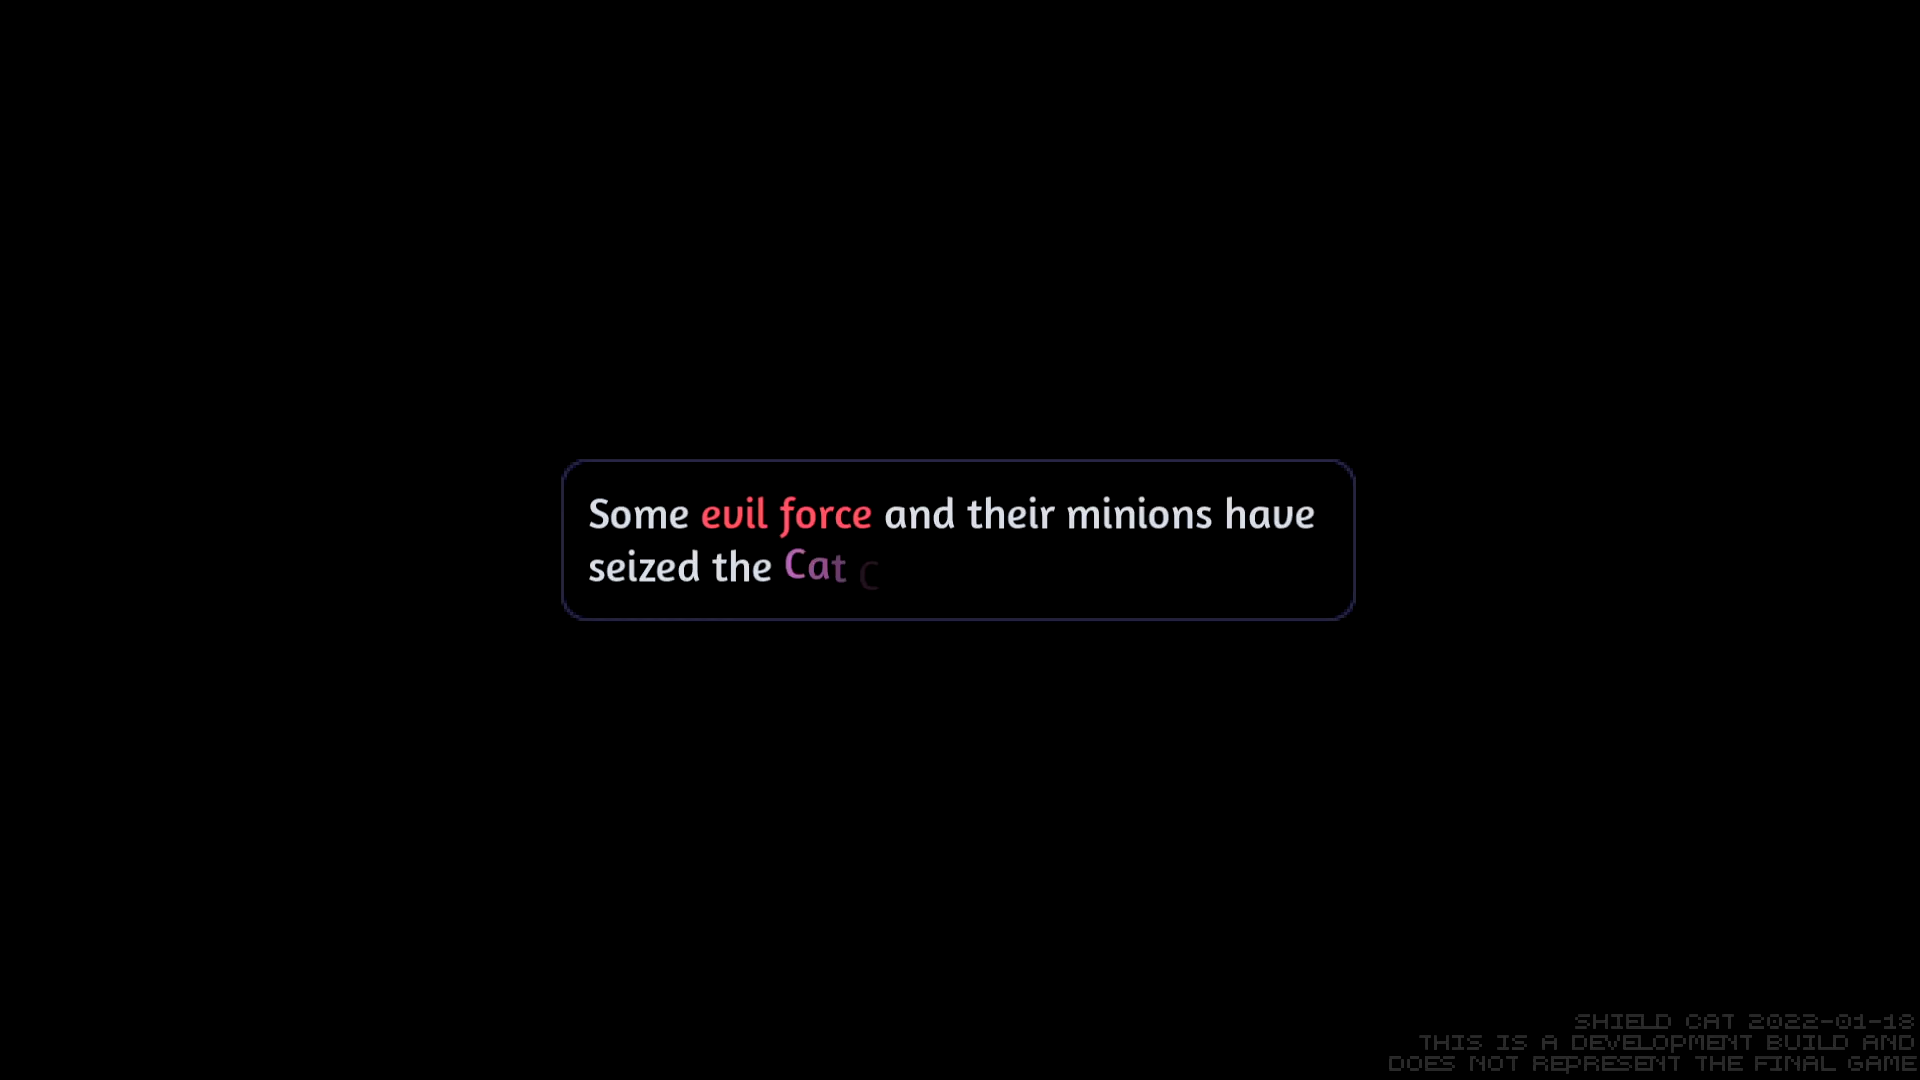 Some evil force and their minions have
seized the Cat C
SHIELD CAT 2022-01-18
THIS IS A DEVELOPMENT BUILD AND
DOES NOT REPRESENT THE FINAL GAME